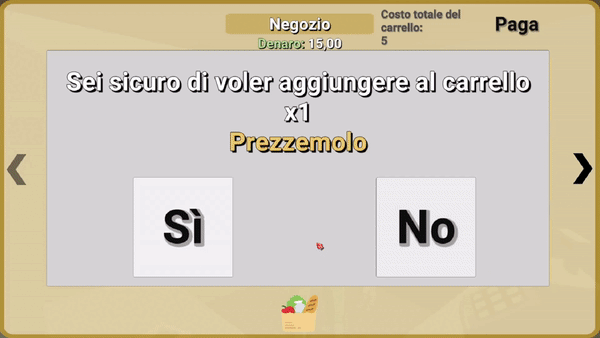 Negozio
Denaro: 15,00
Costo totale del
carrello:
5
Paga
Sei sicuro di voler aggiungere al carrello
x1
Prezzemolo
Sì
No